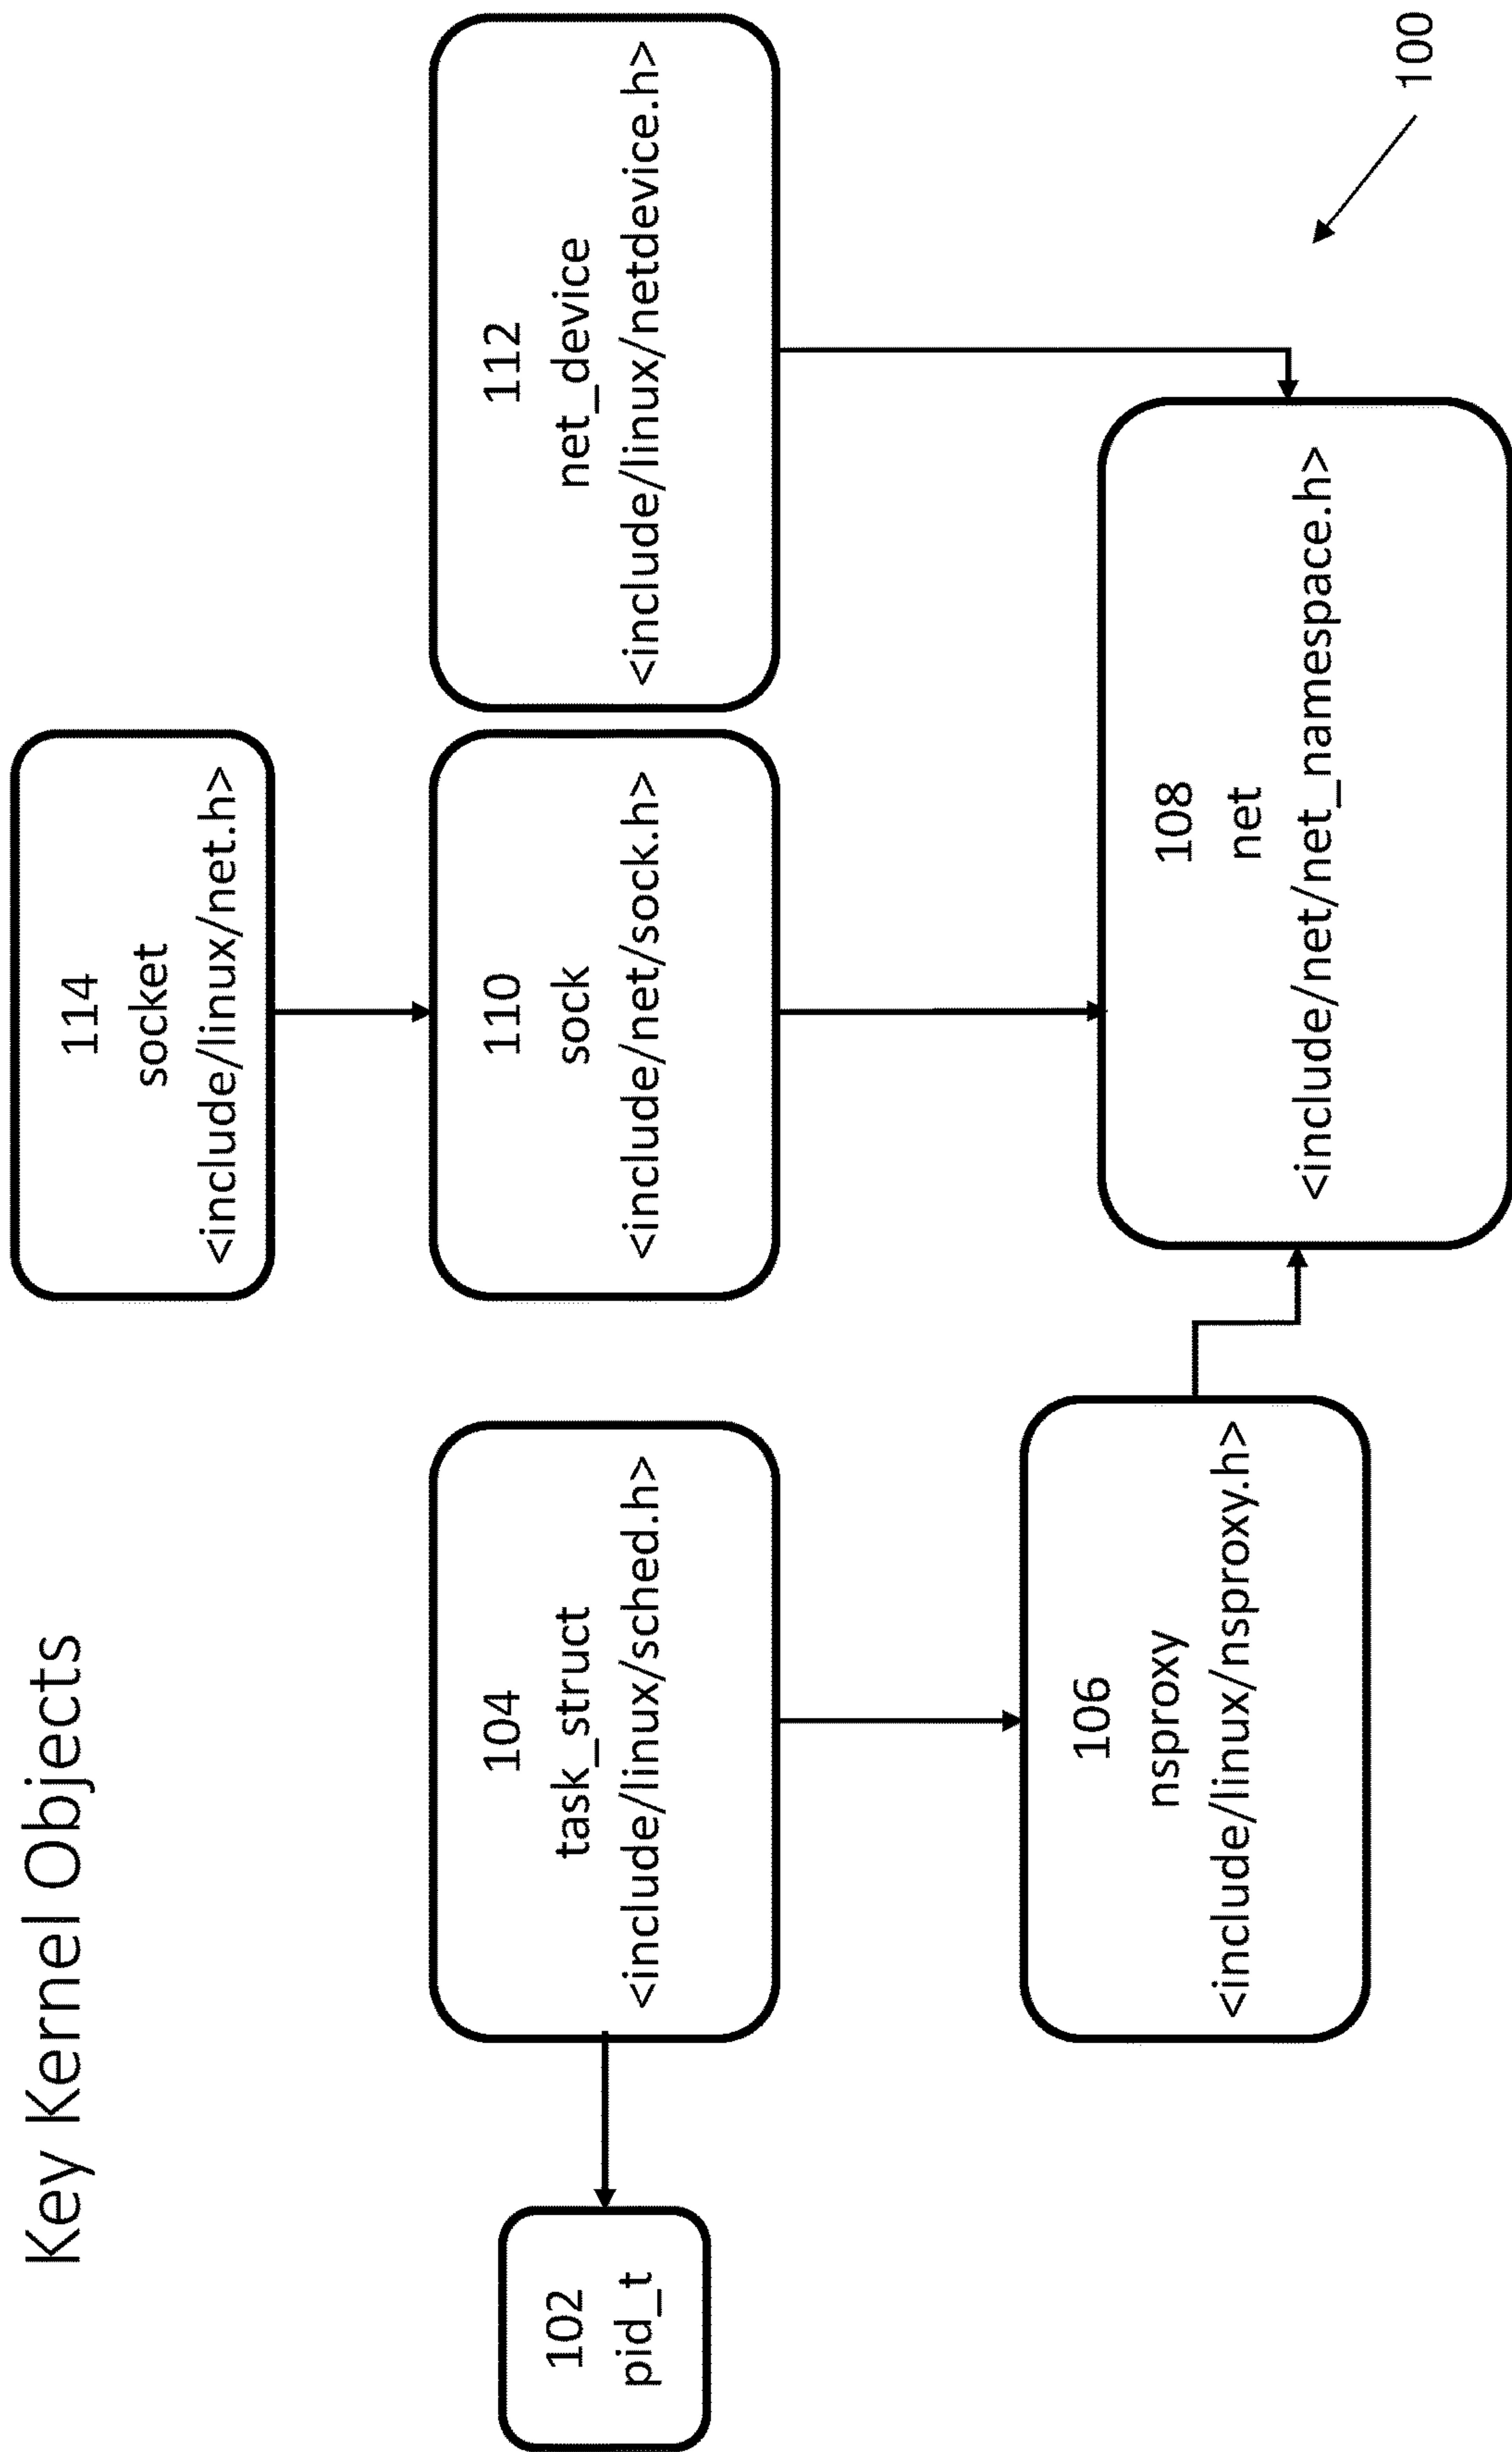 Key Kernel Objects
114
socket
<include/linux/net.h>
102
pid_t
104
task_struct
<include/linux/sched.h>
110
sock
<include/net/sock.h>
112
net_device
<include/linux/netdevice.h>
106
nsproxy
<include/linux/nsproxy.h>
108
net
<include/net/net_namespace.h>
100